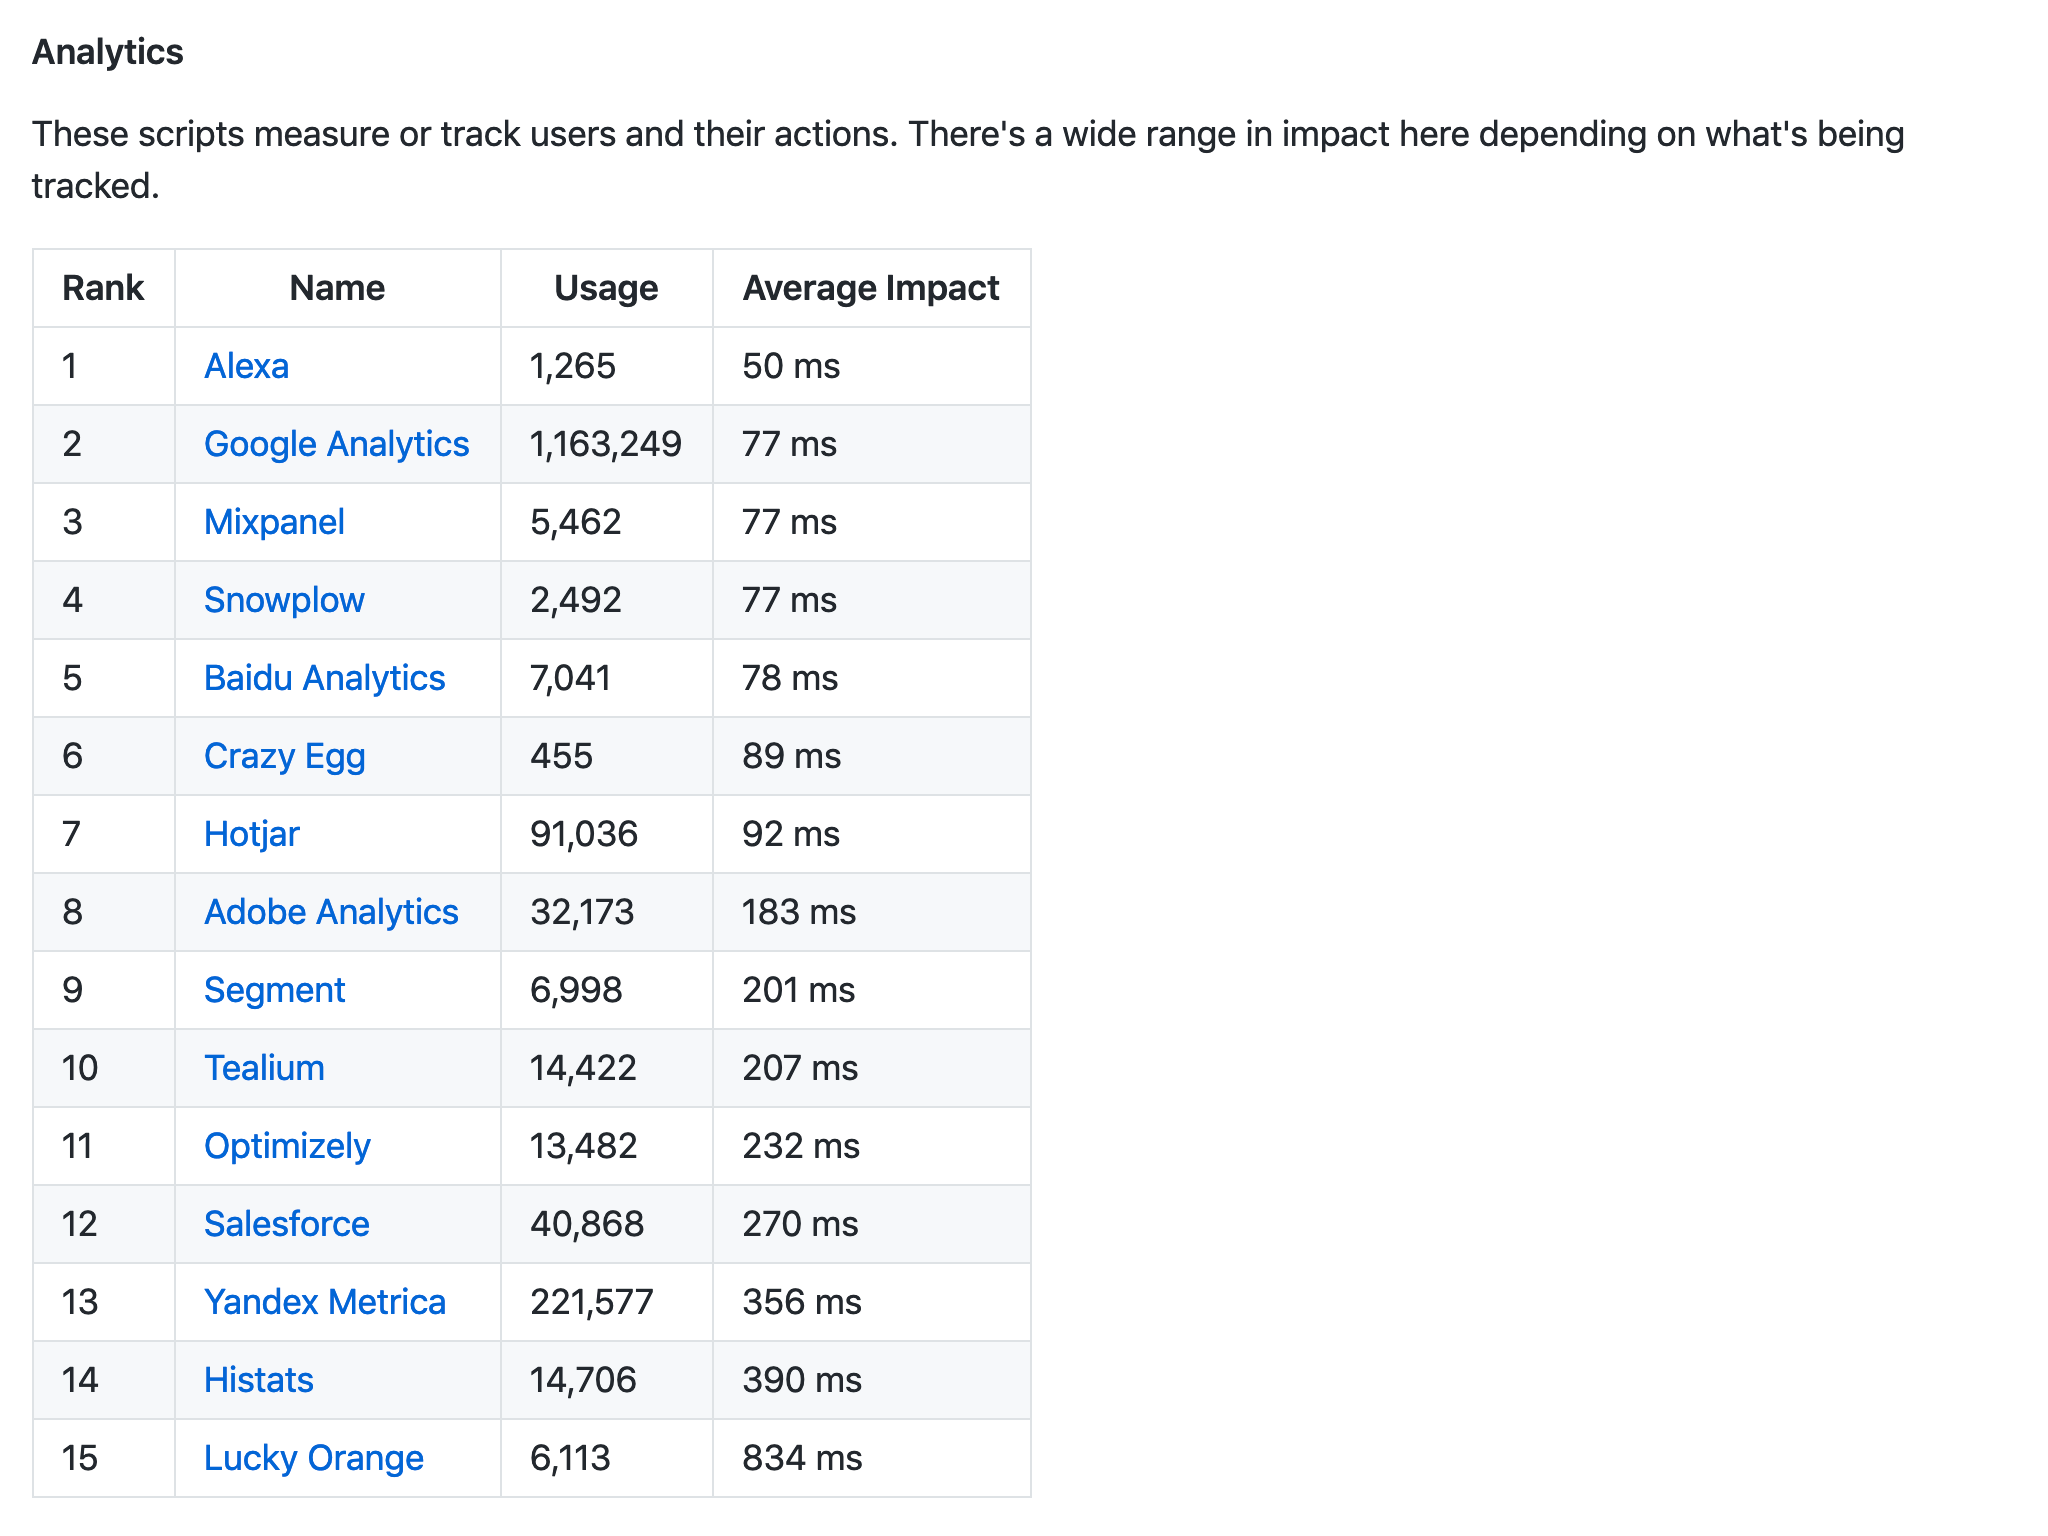 Analytics
These scripts measure or track users and their actions. There's a wide range in impact here depending on what's being
tracked.
Rank Name Usage Average Impact
1 Alexa 1,265 50 ms
2 Google Analytics 1,163,249 77 ms
3 Mixpanel 5,462 77 ms
4 Snowplow 2,492 77 ms
5 Baidu Analytics 7,041 78 ms
6 Crazy Egg 455 89 ms
7 Hotjar 91,036 92 ms
8 Adobe Analytics 32,173 183 ms
9 Segment 6,998 201 ms
10 Tealium 14,422 207 ms
11 Optimizely 13,482 232 ms
12 Salesforce 40,868 270 ms
13 Yandex Metrica 221,577 356 ms
14 Histats 14,706 390 ms
15 Lucky Orange 6,113 834 ms